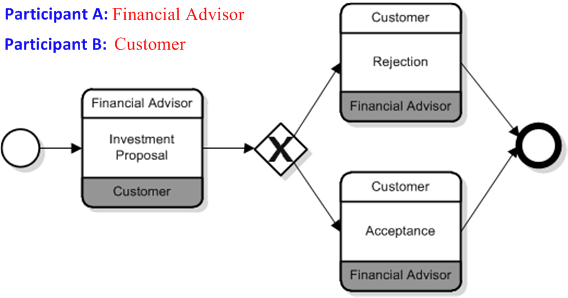 Participant A: Financial Advisor
Participant B: Customer
Financial Advisor
Investment
Proposal
Customer
X
Customer
Rejection
Financial Advisor
Customer
Acceptance
Financial Advisor